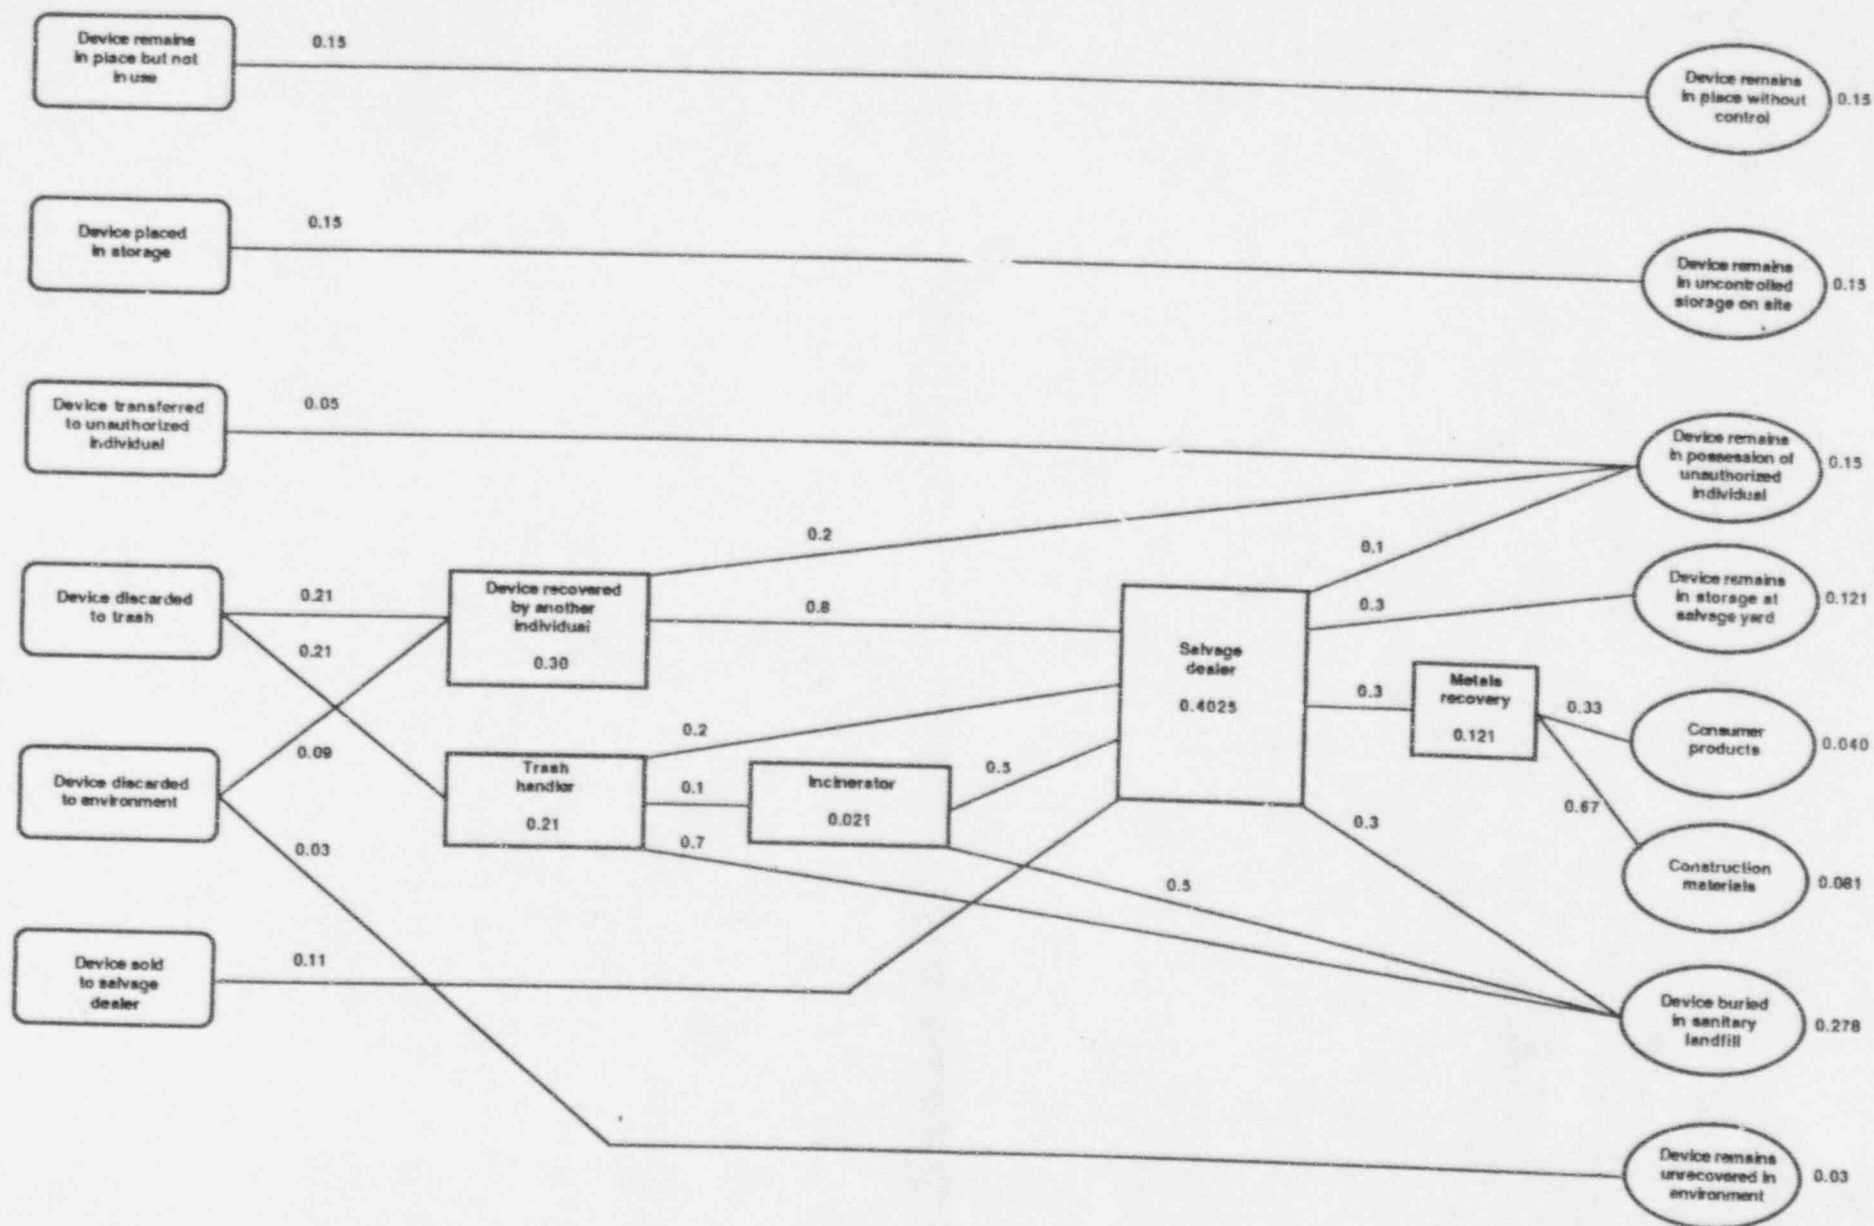 Device remains
in place but not
in use
0.15
Device remains
in place without
control
0.15
Device placed
in storage
0.15
Device remains
in uncontrolled
storage on site
0.15
Device transferred
to unauthorized
individual
0.05
Device remains
in possession of
unauthorized
individual
0.15
0.2
0.1
Device discarded
to trash
0.21
0.21
Device recovered
by another
individual
0.30
0.8
Salvage
dealer
0.4025
0.3
Device remains
in storage at
salvage yard
0.121
0.3
Metals
recovery
0.121
0.33
0.67
Consumer
products
0.040
Construction
materials
0.081
Device discarded
to environment
0.09
0.03
Trash
handler
0.21
0.2
0.1
0.7
Incinerator
0.021
0.5
0.5
0.3
Device sold
to salvage
dealer
0.11
Device buried
in sanitary
landfill
0.278
Device remains
unrecovered in
environment
0.03